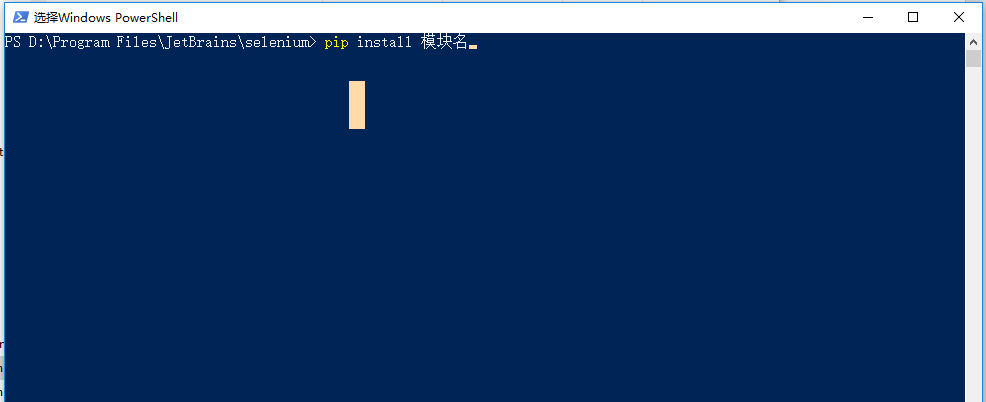 选择Windows PowerShell
PS D:\Program Files\JetBrains\selenium> pip install 模块名